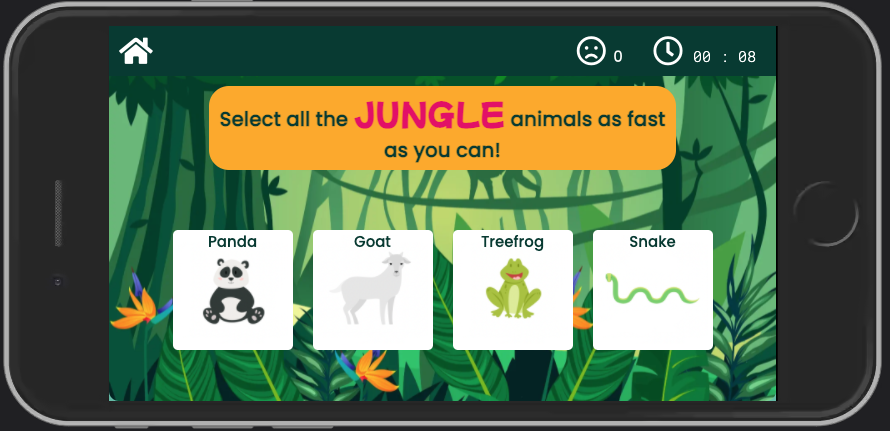 0
00 : 08
Select all the JUNGLE animals as fast
as you can!
Panda
Goat
Treefrog
Snake